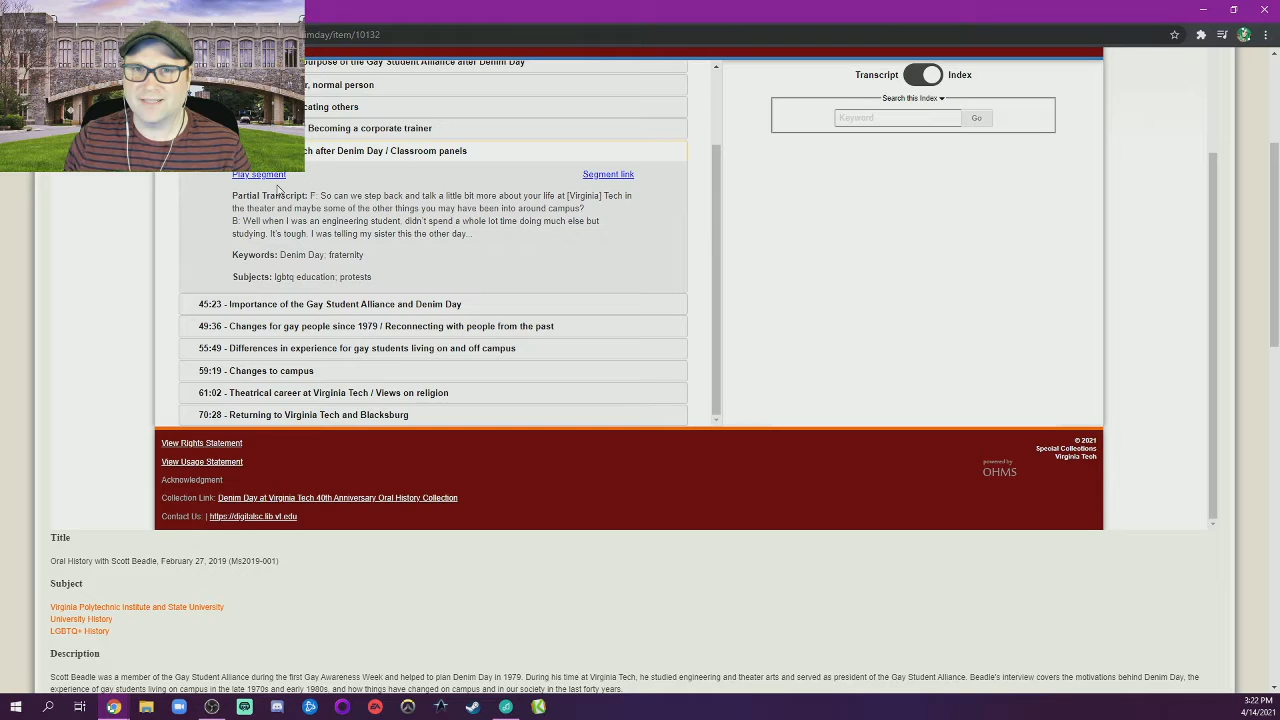 mday/item/10132
urpose of the Gay Student Alliance after Denim Day
r, normal person
cating others
Becoming a corporate trainer
ch after Denim Day / Classroom panels
Play segment
Segment link
Partial Transcript: F: So can we step back and talk a little bit more about your life at [Virginia] Tech in
the theater and maybe some of the other things you may have been into around campus?
B: Well when I was an engineering student, didn't spend a whole lot time doing much else but
studying. It's tough. I was telling my sister this the other day...
Keywords: Denim Day; fraternity
Subjects: lgbtq education; protests
45:23 - Importance of the Gay Student Alliance and Denim Day
49:36 - Changes for gay people since 1979 / Reconnecting with people from the past
55:49 - Differences in experience for gay students living on and off campus
59:19 - Changes to campus
61:02 - Theatrical career at Virginia Tech / Views on religion
70:28 - Returning to Virginia Tech and Blacksburg
Transcript
Index
Search this Index
Keyword
Go
View Rights Statement
View Usage Statement
Acknowledgment
Collection Link: Denim Day at Virginia Tech 40th Anniversary Oral History Collection
Contact Us: | https://digitalsc.lib.vt.edu
© 2021
Special Collections
Virginia Tech
powered by
OHMS
Title
Oral History with Scott Beadle, February 27, 2019 (Ms2019-001)
Subject
Virginia Polytechnic Institute and State University
University History
LGBTQ+ History
Description
Scott Beadle was a member of the Gay Student Alliance during the first Gay Awareness Week and helped to plan Denim Day in 1979. During his time at Virginia Tech, he studied engineering and theater arts and served as president of the Gay Student Alliance. Beadle's interview covers the motivations behind Denim Day, the
experience of gay students living on campus in the late 1970s and early 1980s, and how things have changed on campus and in our society in the last forty years.
3:22 PM
4/14/2021